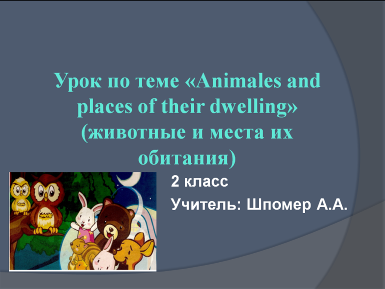 Урок по теме «Animales and
places of their dwelling»
(животные и места их
обитания)
2 класс
Учитель: Шпомер А.А.